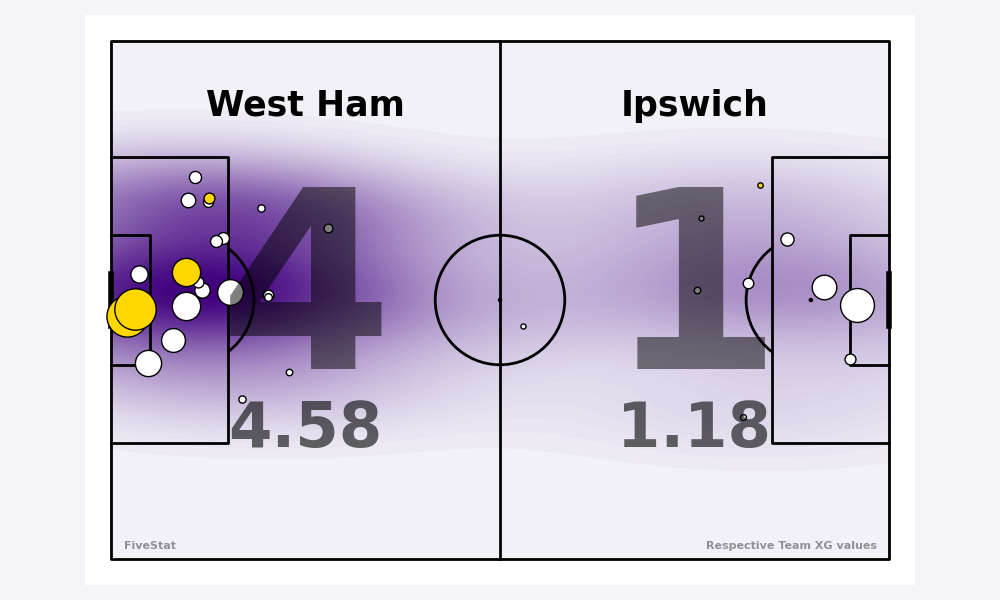 West Ham
Ipswich
4
1
4.58
1.18
FiveStat
Respective Team XG values